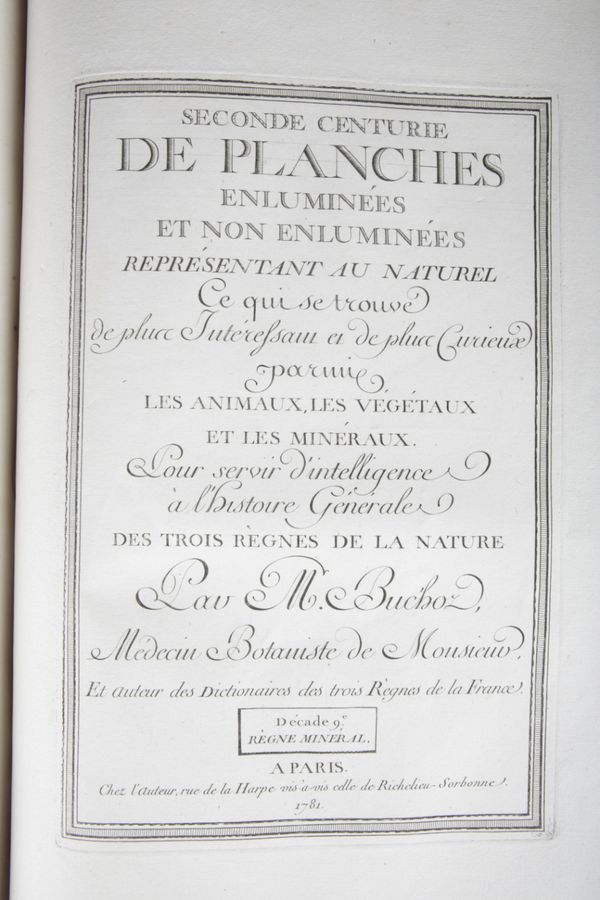 SECONDE CENTURIE
DE PLANCHES
ENLUMINÉES
ET NON ENLUMINÉES
REPRÉSENTANT AU NATUREL
Ce qui se trouve
de plus Intéressant et de plus Curieux
parmi
LES ANIMAUX, LES VÉGÉTAUX
ET LES MINÉRAUX.
Pour servir d'intelligence
à l'histoire Générale
DES TROIS RÈGNES DE LA NATURE
Par Mr. Buc'hoz,
Médecin Botaniste de Monsieur.
Et Auteur des Dictionaires des trois Règnes de la France.
Décade 9.e
RÈGNE MINÉRAL.
A PARIS.
Chez l'Auteur, rue de la Harpe vis-à-vis celle de Richelieu-Sorbonne.
1781.